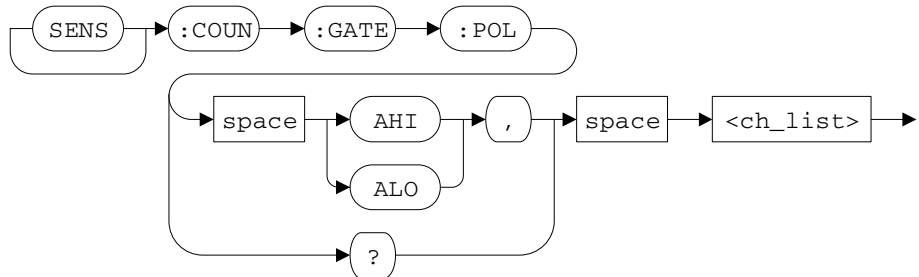 SENS :COUN :GATE :POL
space AHI , space <ch_list>
ALO
?